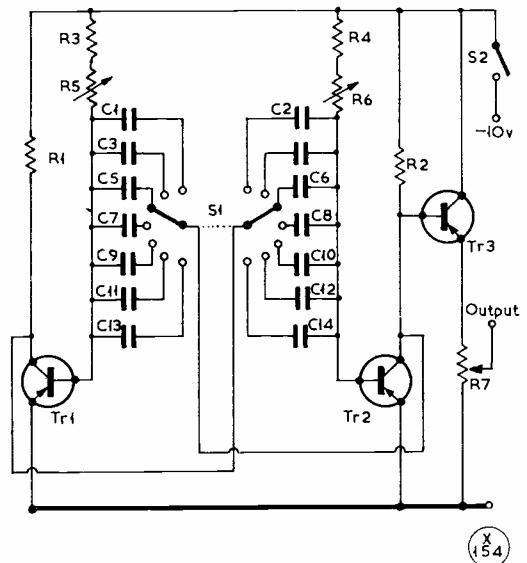 R3
R4
R5
R6
S2
−10v
C1
C2
R1
C3
R2
C5
C6
S1
C7
C8
Tr3
C9
C10
C11
C12
Output
C13
C14
R7
Tr1
Tr2
X
154